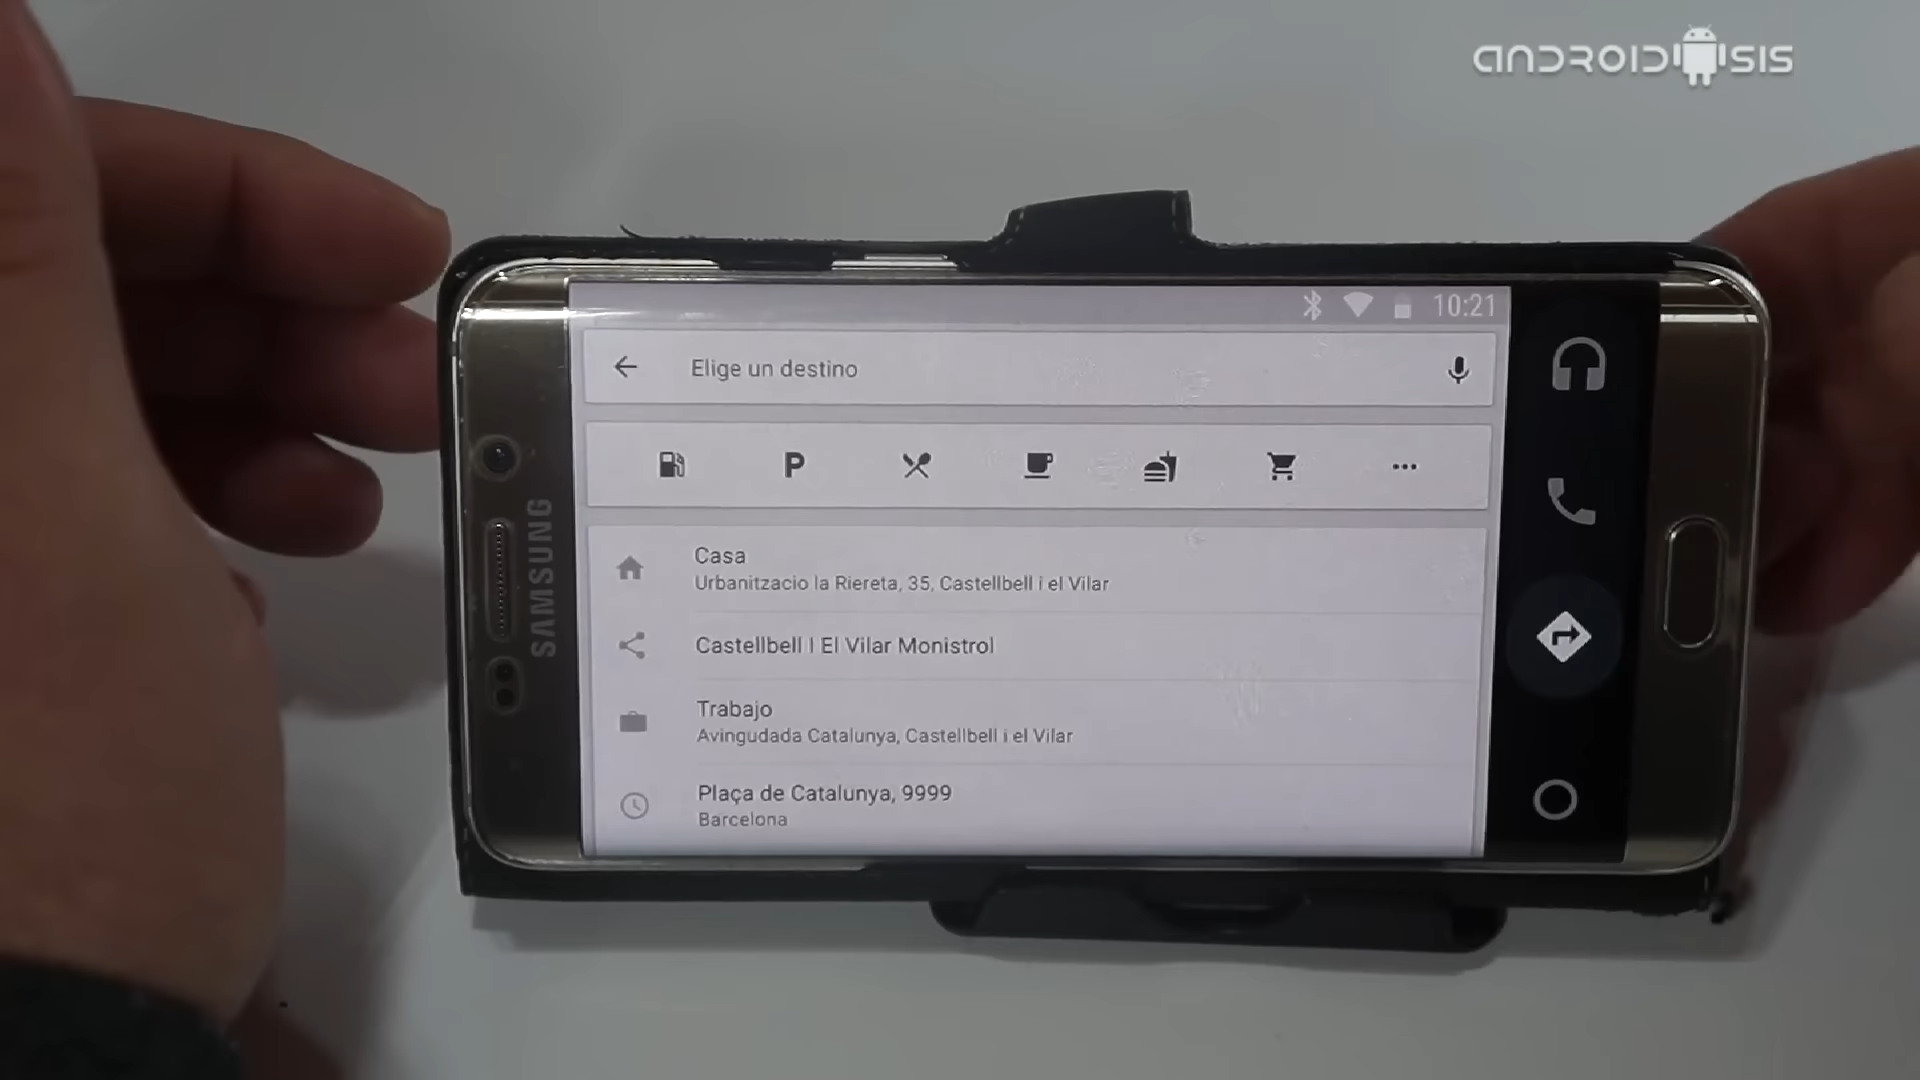 ANDROIDSIS
10:21
Elige un destino
P
Casa
Urbanitzacio la Riereta, 35, Castellbell i el Vilar
Castellbell I El Vilar Monistrol
Trabajo
Avingudada Catalunya, Castellbell i el Vilar
Plaça de Catalunya, 9999
Barcelona
SAMSUNG